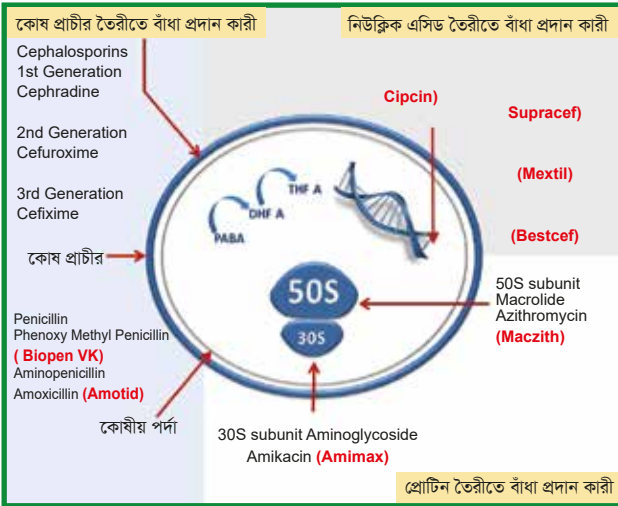 কোষ প্রাচীর তৈরীতে বাঁধা প্রদান কারী
নিউক্লিক এসিড তৈরীতে বাঁধা প্রদান কারী
Cephalosporins
1st Generation
Cephradine
2nd Generation
Cefuroxime
3rd Generation
Cefixime
কোষ প্রাচীর
Cipcin)
Supracef)
(Mextil)
(Bestcef)
THF A
DHF A
PABA
50S
30S
50S subunit
Macrolide
Azithromycin
(Maczith)
Penicillin
Phenoxy Methyl Penicillin
( Biopen VK)
Aminopenicillin
Amoxicillin (Amotid)
কোষীয় পর্দা
30S subunit Aminoglycoside
Amikacin (Amimax)
প্রোটিন তৈরীতে বাঁধা প্রদান কারী